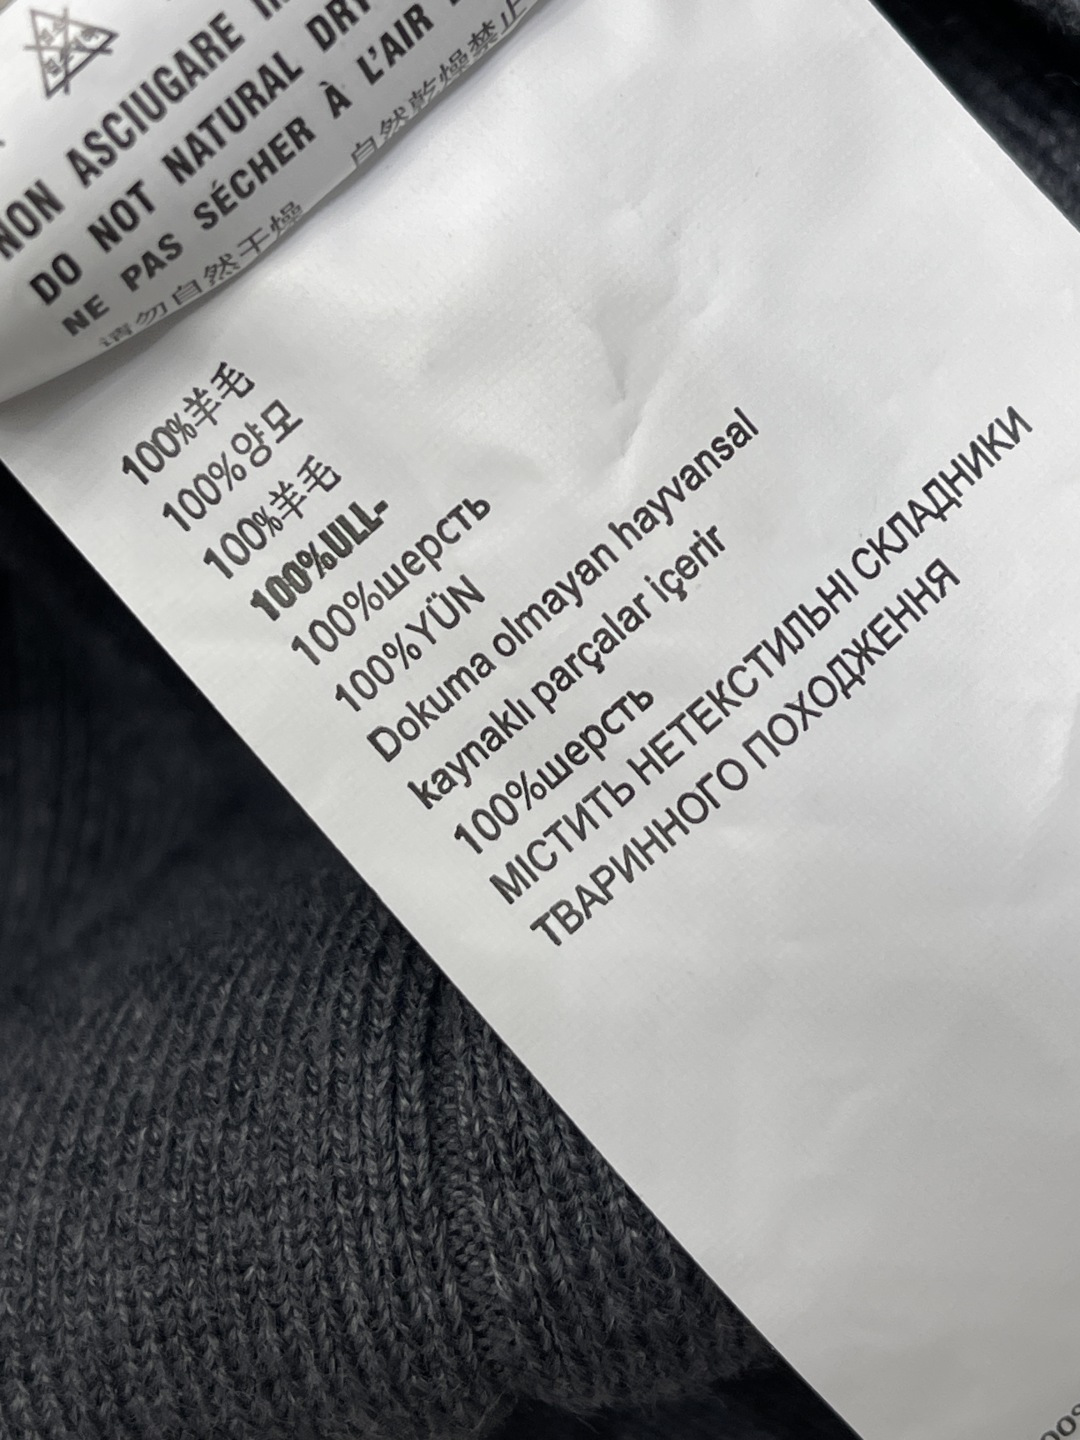 NON ASCIUGARE
DO NOT NATURAL DRY
NE PAS SÉCHER À L'AIR
自然乾燥禁止
请勿自然干燥
100%羊毛
100%양모
100%羊毛
100%ULL-
100%шерсть
100%YÜN
Dokuma olmayan hayvansal
kaynaklı parçalar içerir
100%шерсть
МІСТИТЬ НЕТЕКСТИЛЬНІ СКЛАДНИКИ
ТВАРИННОГО ПОХОДЖЕННЯ